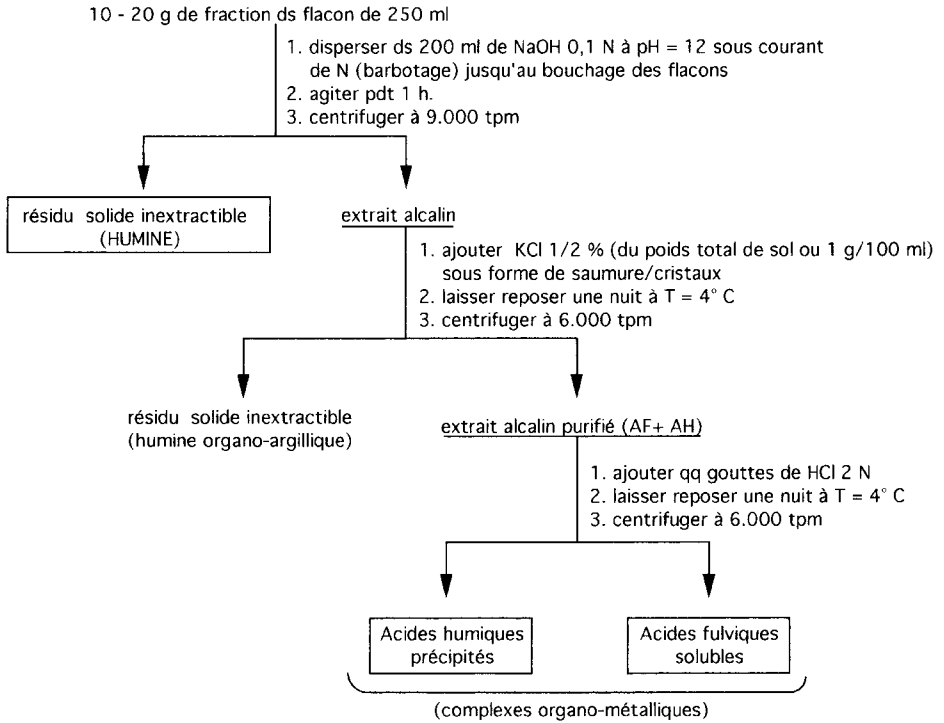 10 - 20 g de fraction ds flacon de 250 ml
1. disperser ds 200 ml de NaOH 0,1 N à pH = 12 sous courant
de N (barbotage) jusqu'au bouchage des flacons
2. agiter pdt 1 h.
3. centrifuger à 9.000 tpm
résidu solide inextractible
(HUMINE)
extrait alcalin
1. ajouter KCl 1/2 % (du poids total de sol ou 1 g/100 ml)
sous forme de saumure/cristaux
2. laisser reposer une nuit à T = 4° C
3. centrifuger à 6.000 tpm
résidu solide inextractible
(humine organo-argillique)
extrait alcalin purifié (AF+ AH)
1. ajouter qq gouttes de HCl 2 N
2. laisser reposer une nuit à T = 4° C
3. centrifuger à 6.000 tpm
Acides humiques
précipités
Acides fulviques
solubles
(complexes organo-métalliques)